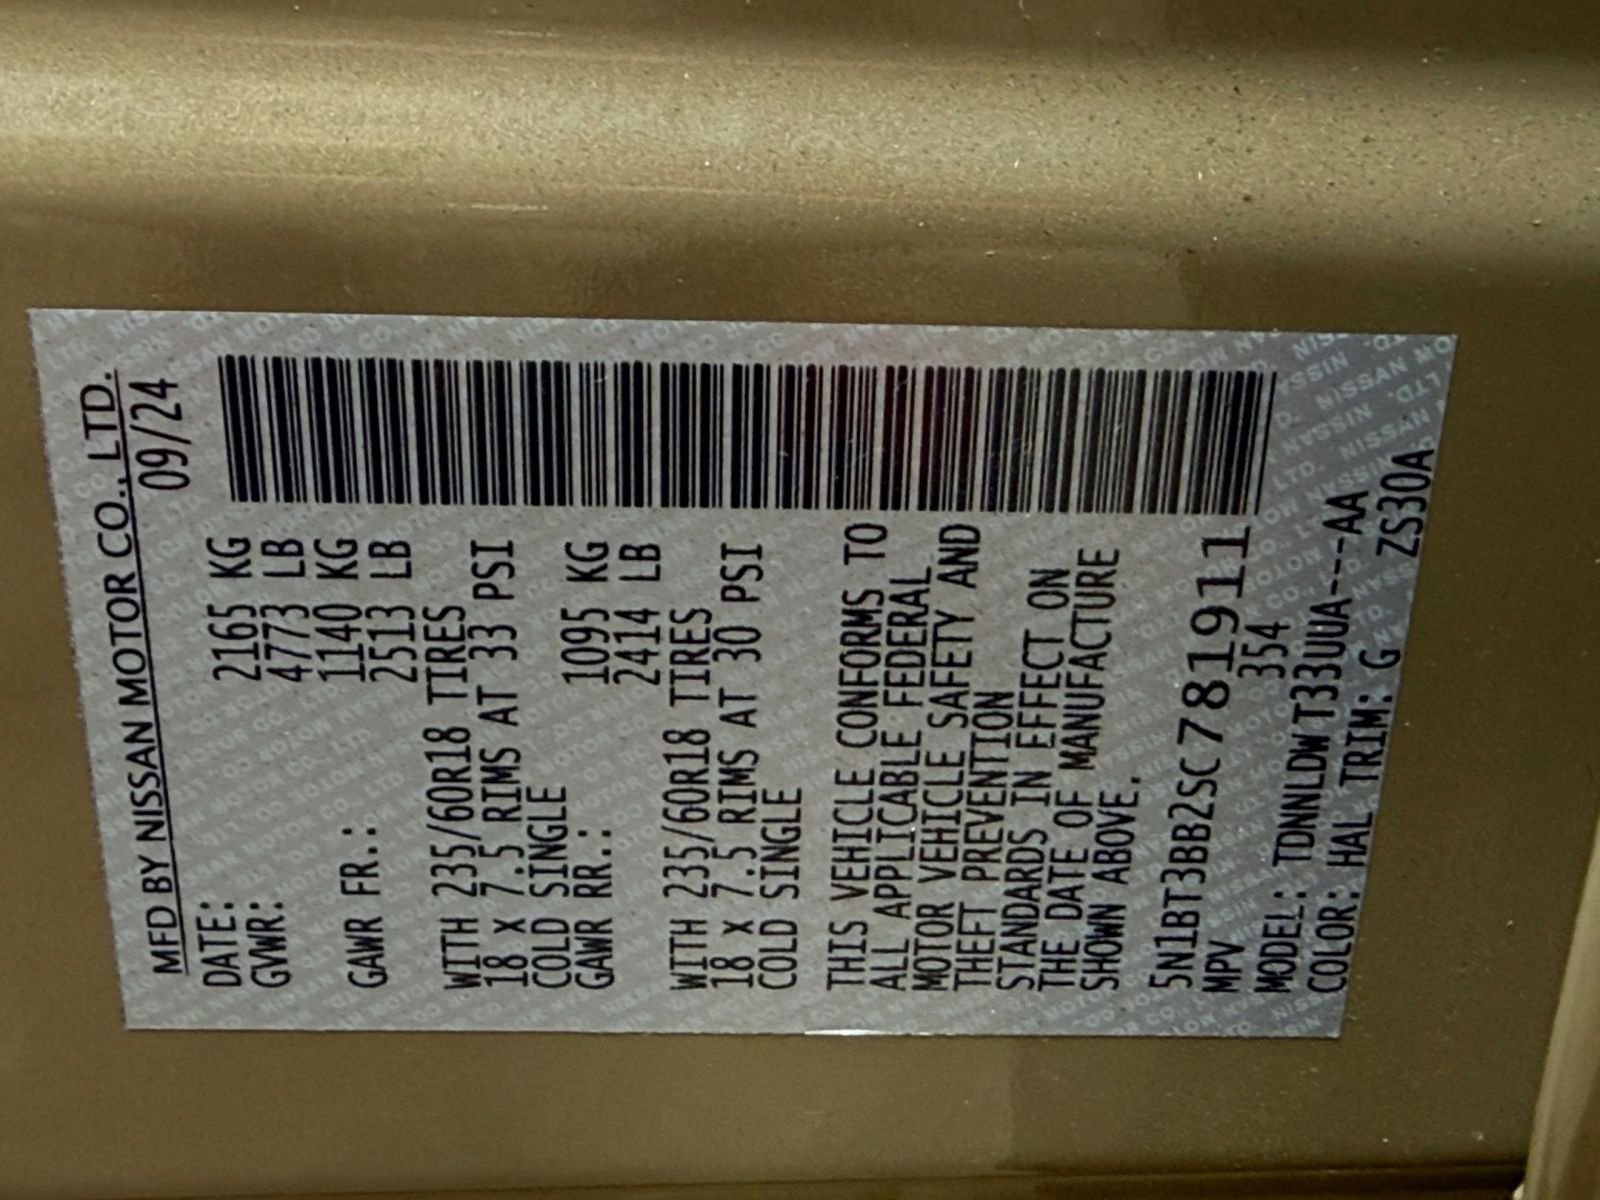 MFD BY NISSAN MOTOR CO., LTD.
DATE: 09/24
GVWR: 2165 KG
4773 LB
GAWR FR.: 1140 KG
2513 LB
WITH 235/60R18 TIRES
18 X 7.5 RIMS AT 33 PSI
COLD SINGLE
GAWR RR.: 1095 KG
2414 LB
WITH 235/60R18 TIRES
18 X 7.5 RIMS AT 30 PSI
COLD SINGLE
THIS VEHICLE CONFORMS TO
ALL APPLICABLE FEDERAL
MOTOR VEHICLE SAFETY AND
THEFT PREVENTION
STANDARDS IN EFFECT ON
THE DATE OF MANUFACTURE
SHOWN ABOVE.
5N1BT3BB2SC781911
MPV 354
MODEL: TDNNLDWT33UUA---AA
COLOR: HAL TRIM: G ZS30A